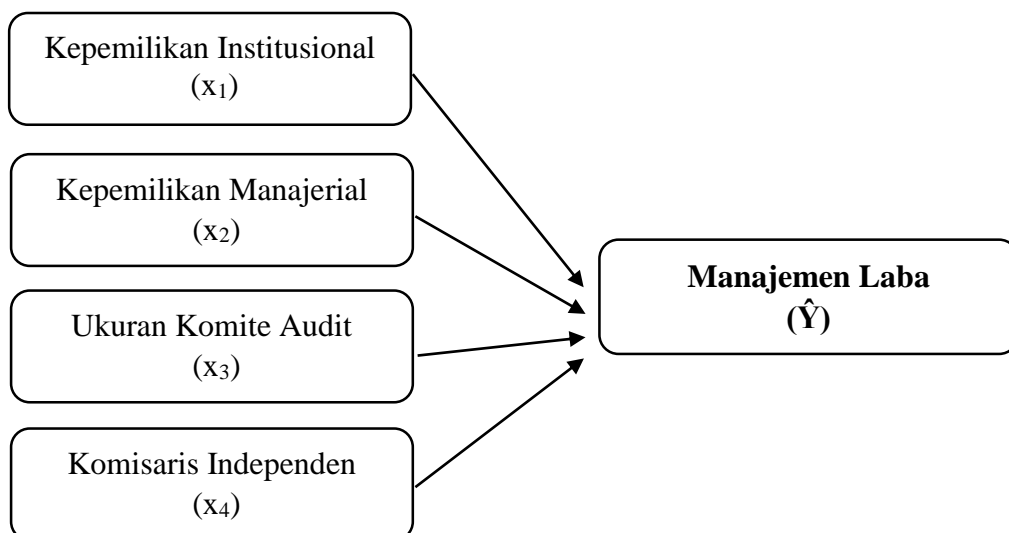 Kepemilikan Institusional
(x₁)
Kepemilikan Manajerial
(x₂)
Ukuran Komite Audit
(x₃)
Komisaris Independen
(x₄)
Manajemen Laba
(Ŷ)